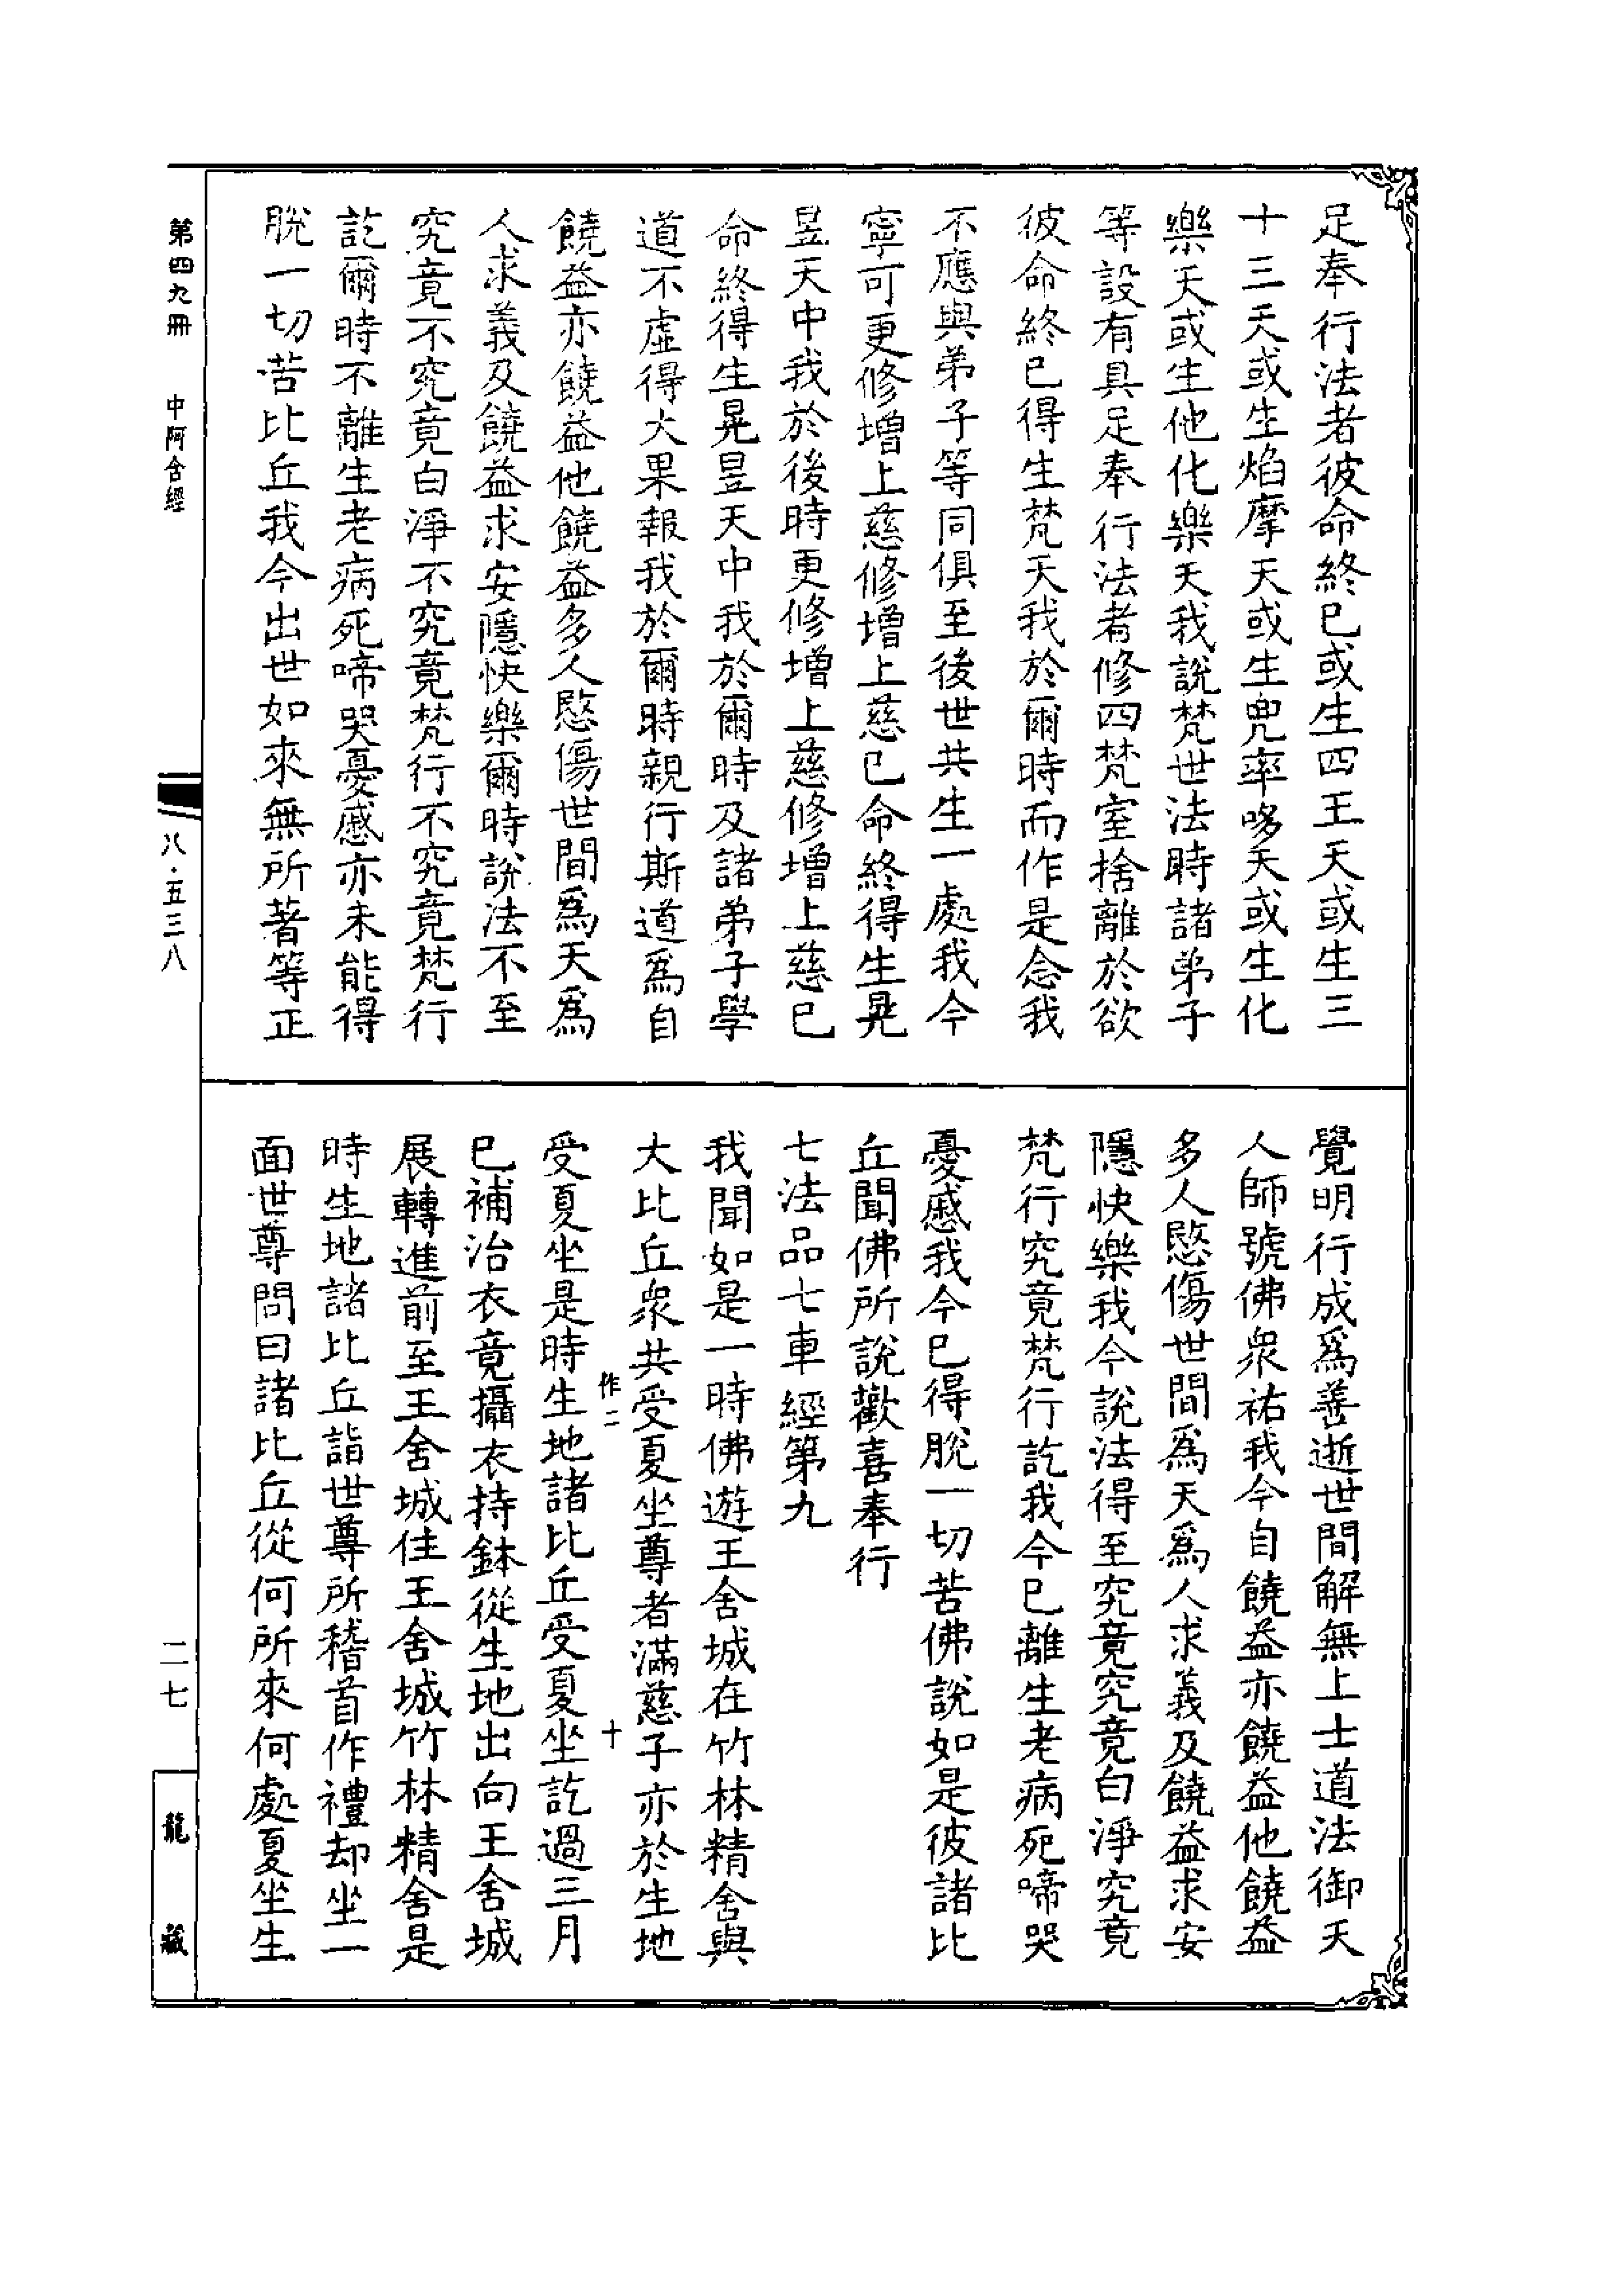 足奉行法者彼命終已或生四王天或生三
十三天或生焰摩天或生兜率哆天或生化
樂天或生他化樂天我說梵世法時諸弟子
等設有具足奉行法者修四梵室捨離於欲
彼命終已得生梵天我於爾時而作是念我
不應與弟子等同俱至後世共生一處我今
寧可更修增上慈修增上慈已命終得生晃
昱天中我於後時更修增上慈修增上慈已
命終得生晃昱天中我於爾時及諸弟子學
道不虛得大果報我於爾時親行斯道爲自
饒益亦饒益他饒益多人愍傷世間爲天爲
人求義及饒益求安隱快樂爾時說法不至
究竟不究竟白淨不究竟梵行不究竟梵行
訖爾時不離生老病死啼哭憂慼亦未能得
脫一切苦比丘我今出世如來無所著等正
覺明行成爲善逝世間解無上士道法御天
人師號佛衆祐我今自饒益亦饒益他饒益
多人愍傷世間爲天爲人求義及饒益求安
隱快樂我今說法得至究竟究竟白淨究竟
梵行究竟梵行訖我今已離生老病死啼哭
憂慼我今已得脫一切苦佛說如是彼諸比
丘聞佛所說歡喜奉行
七法品七車經第九
我聞如是一時佛遊王舍城在竹林精舍與
大比丘衆共受夏坐尊者滿慈子亦於生地
作二 十
受夏坐是時生地諸比丘受夏坐訖過三月
已補治衣竟攝衣持鉢從生地出向王舍城
展轉進前至王舍城住王舍城竹林精舍是
時生地諸比丘詣世尊所稽首作禮却坐一
面世尊問曰諸比丘從何所來何處夏坐生
第四九冊 中阿含經
八·五三八
二七
龍藏